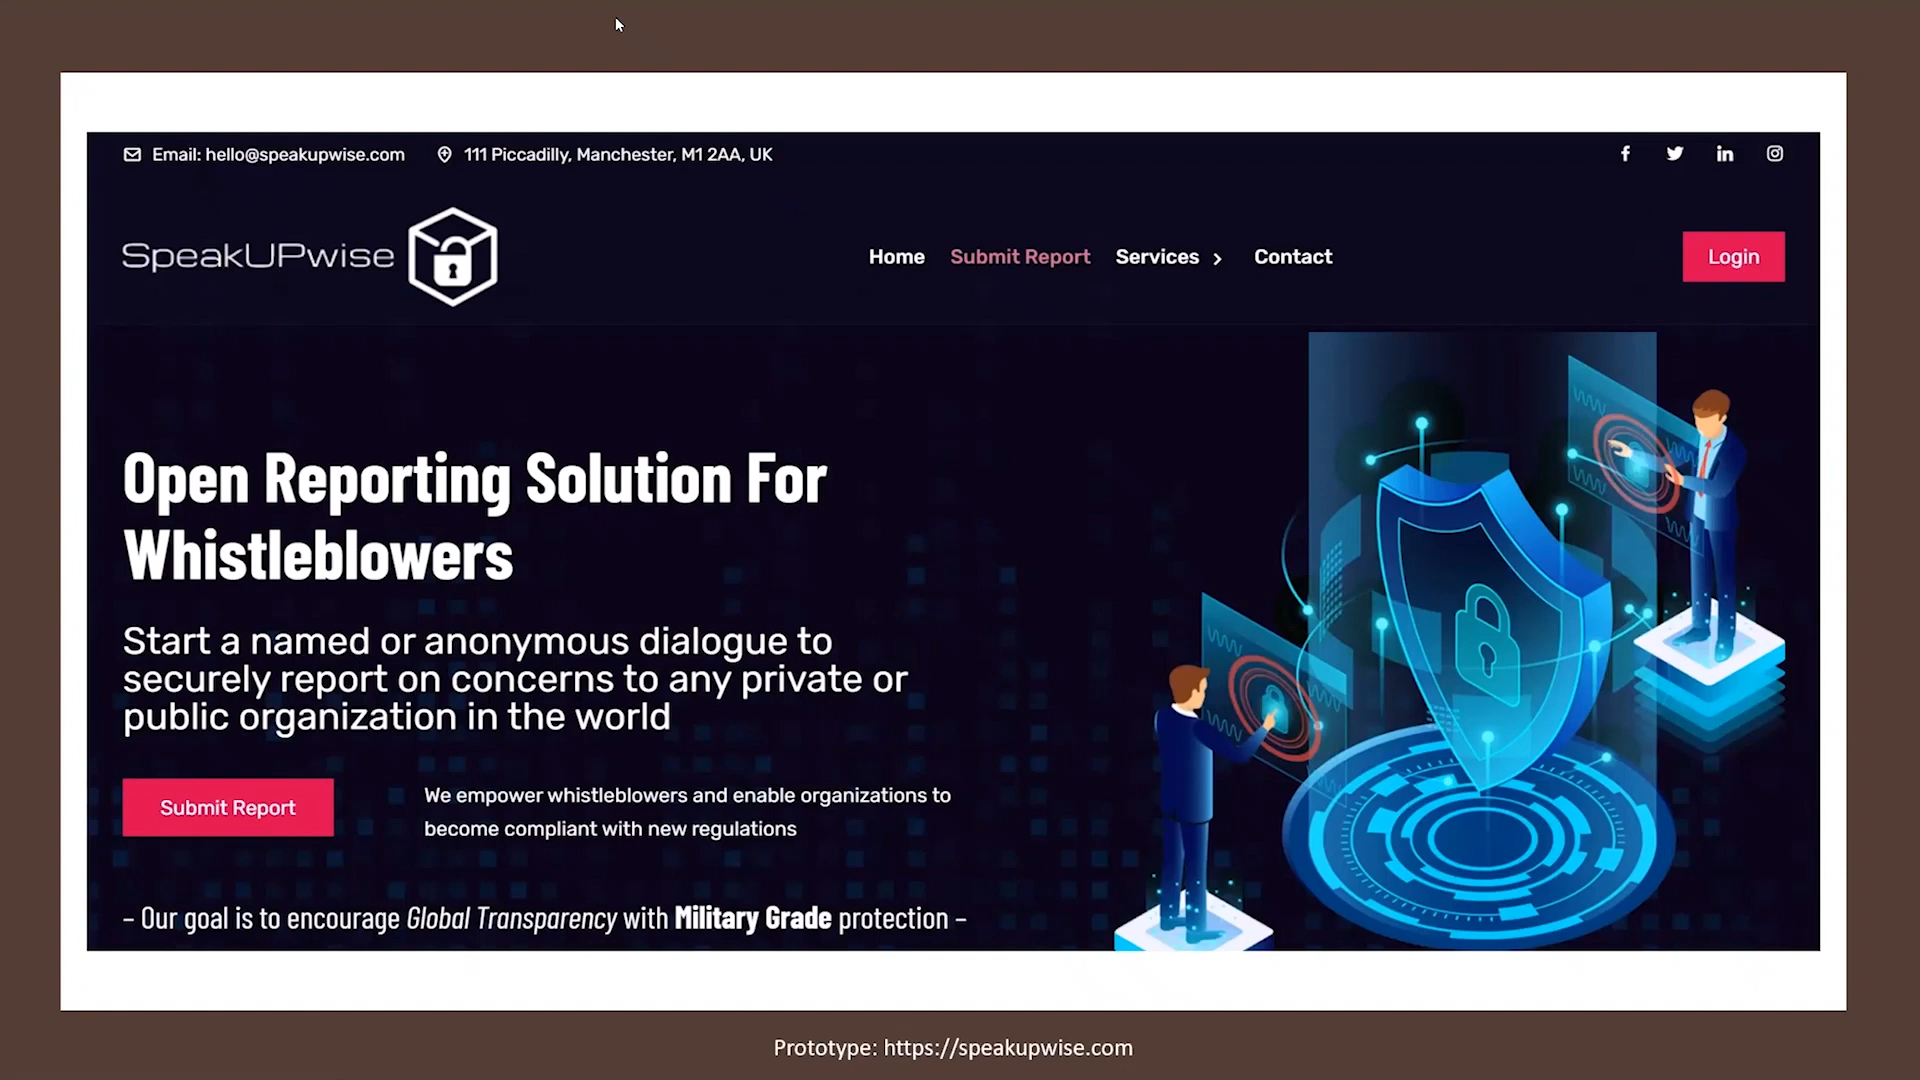 Email: hello@speakupwise.com
111 Piccadilly, Manchester, M1 2AA, UK
SpeakUPwise
Home
Submit Report
Services
Contact
Login
Open Reporting Solution For
Whistleblowers
Start a named or anonymous dialogue to
securely report on concerns to any private or
public organization in the world
Submit Report
We empower whistleblowers and enable organizations to
become compliant with new regulations
– Our goal is to encourage Global Transparency with Military Grade protection –
Prototype: https://speakupwise.com